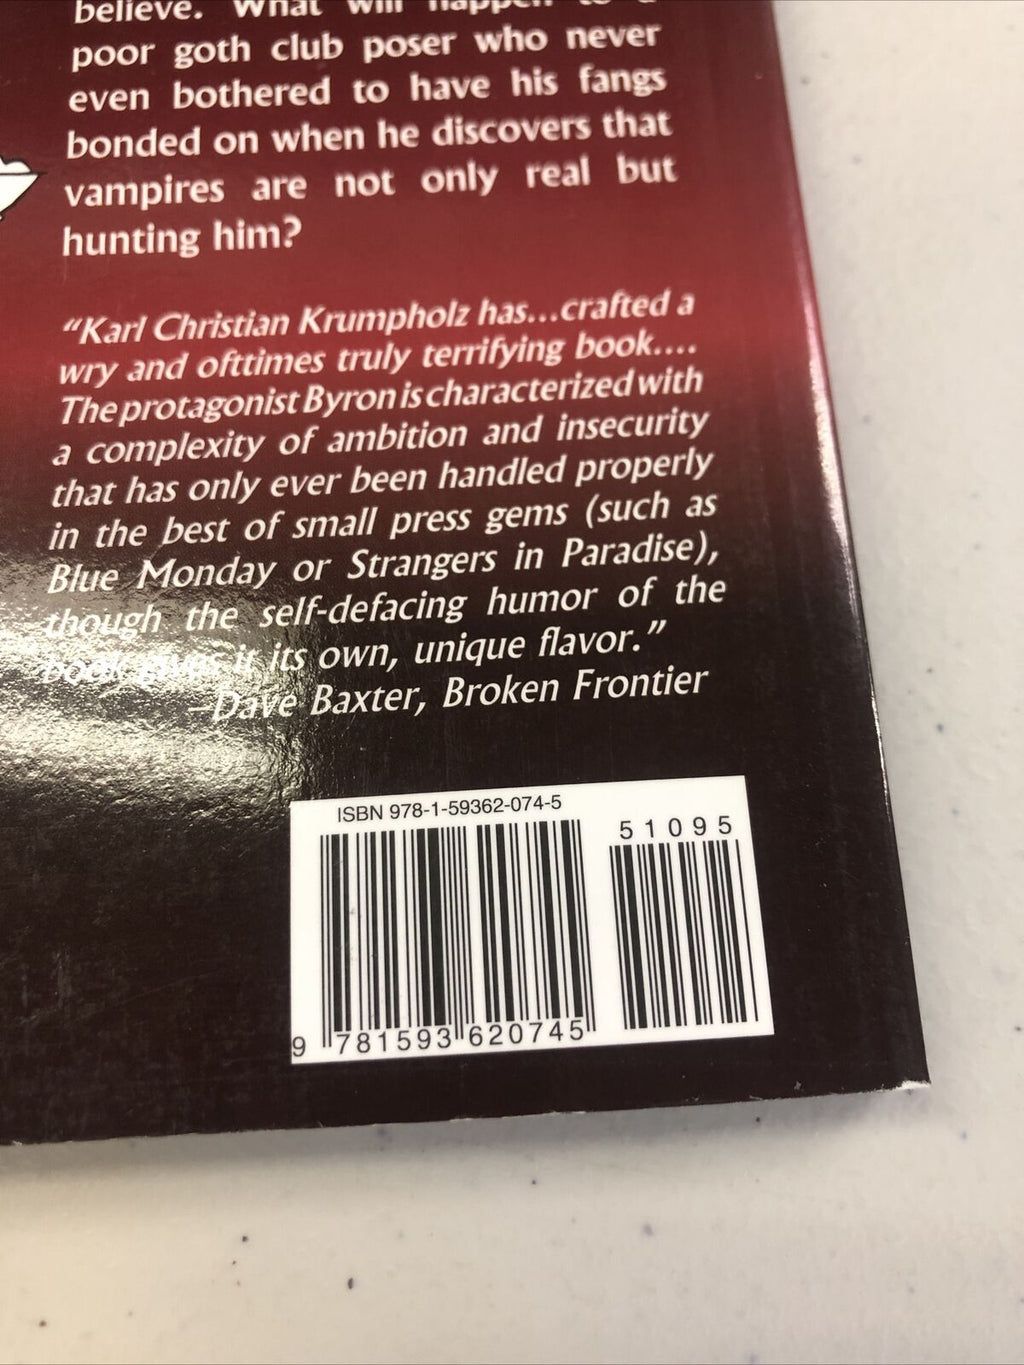 believe. What will happen to a
poor goth club poser who never
even bothered to have his fangs
bonded on when he discovers that
vampires are not only real but
hunting him?
“Karl Christian Krumpholz has...crafted a
wry and ofttimes truly terrifying book....
The protagonist Byron is characterized with
a complexity of ambition and insecurity
that has only ever been handled properly
in the best of small press gems (such as
Blue Monday or Strangers in Paradise),
though the self-defacing humor of the
book gives it its own, unique flavor.”
–Dave Baxter, Broken Frontier
ISBN 978-1-59362-074-5
51095
9 781593 620745